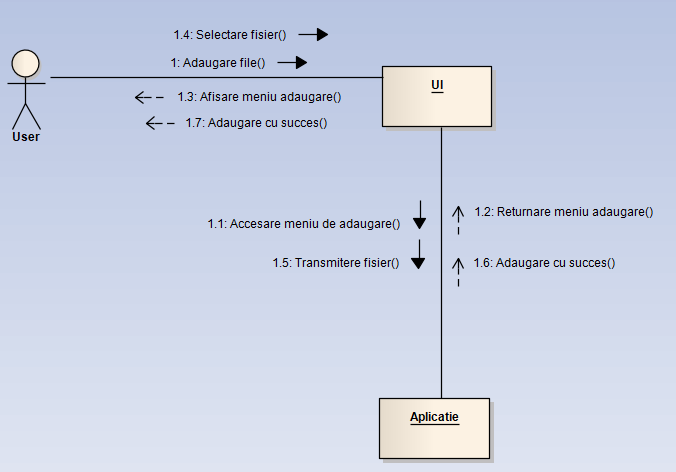 1.4: Selectare fisier()
1: Adaugare file()
UI
1.3: Afisare meniu adaugare()
1.7: Adaugare cu succes()
User
1.2: Returnare meniu adaugare()
1.1: Accesare meniu de adaugare()
1.5: Transmitere fisier()
1.6: Adaugare cu succes()
Aplicatie